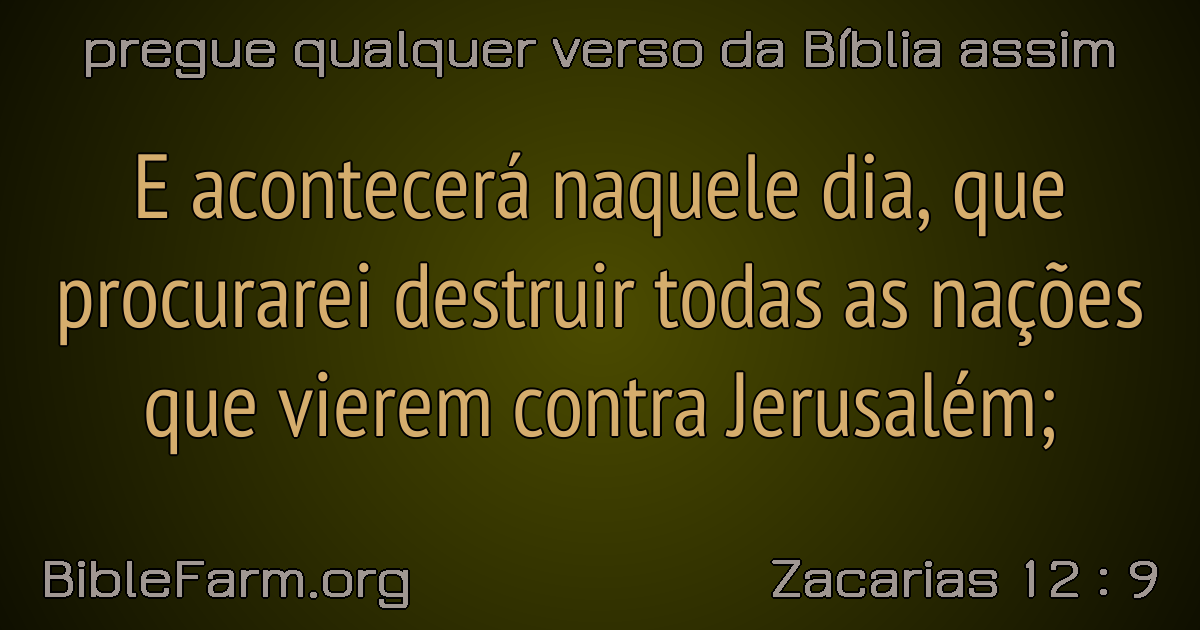 pregue qualquer verso da Bíblia assim
E acontecerá naquele dia, que
procurarei destruir todas as nações
que vierem contra Jerusalém;
BibleFarm.org
Zacarias 12 : 9